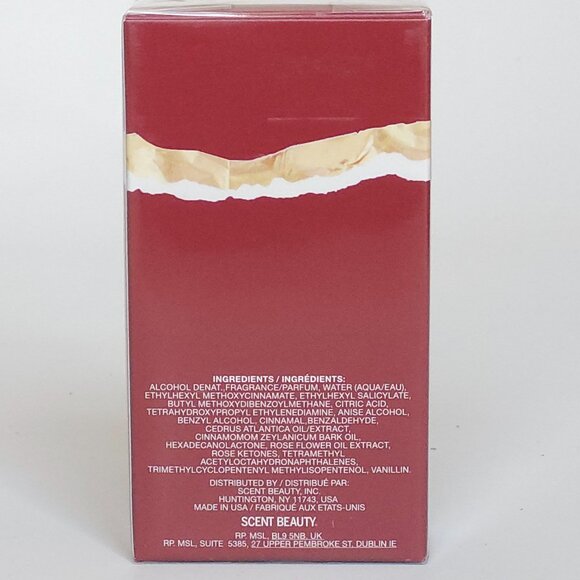 INGREDIENTS / INGRÉDIENTS:
ALCOHOL DENAT., FRAGRANCE/PARFUM, WATER (AQUA/EAU),
ETHYLHEXYL METHOXYCINNAMATE, ETHYLHEXYL SALICYLATE,
BUTYL METHOXYDIBENZOYLMETHANE, CITRIC ACID,
TETRAHYDROXYPROPYL ETHYLENEDIAMINE, ANISE ALCOHOL,
BENZYL ALCOHOL, CINNAMAL,BENZALDEHYDE,
CEDRUS ATLANTICA OIL/EXTRACT,
CINNAMOMOM ZEYLANICUM BARK OIL,
HEXADECANOLACTONE, ROSE FLOWER OIL EXTRACT,
ROSE KETONES, TETRAMETHYL
ACETYLOCTAHYDRONAPHTHALENES,
TRIMETHYLCYCLOPENTENYL METHYLISOPENTENOL, VANILLIN.
DISTRIBUTED BY / DISTRIBUÉ PAR:
SCENT BEAUTY, INC.
HUNTINGTON, NY 11743, USA
MADE IN USA / FABRIQUÉ AUX ETATS-UNIS
SCENT BEAUTY
RP. MSL, BL9 5NB, UK
RP. MSL, SUITE 5385, 27 UPPER PEMBROKE ST. DUBLIN IE